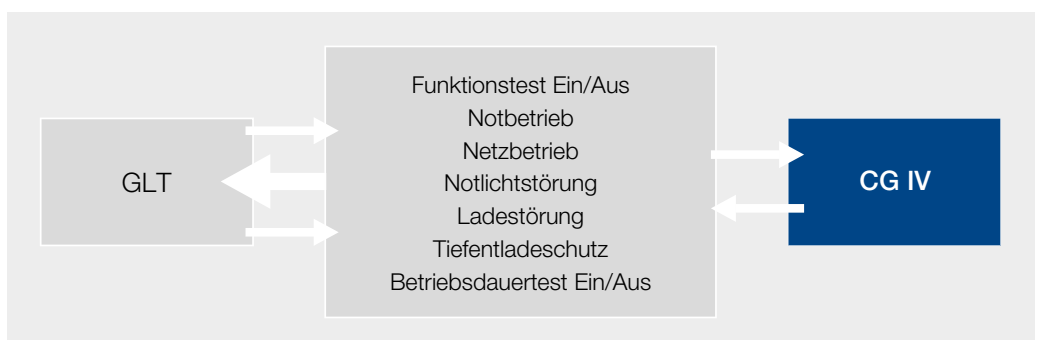 GLT
Funktionstest Ein/Aus
Notbetrieb
Netzbetrieb
Notlichtstörung
Ladestörung
Tiefentladeschutz
Betriebsdauertest Ein/Aus
CG IV